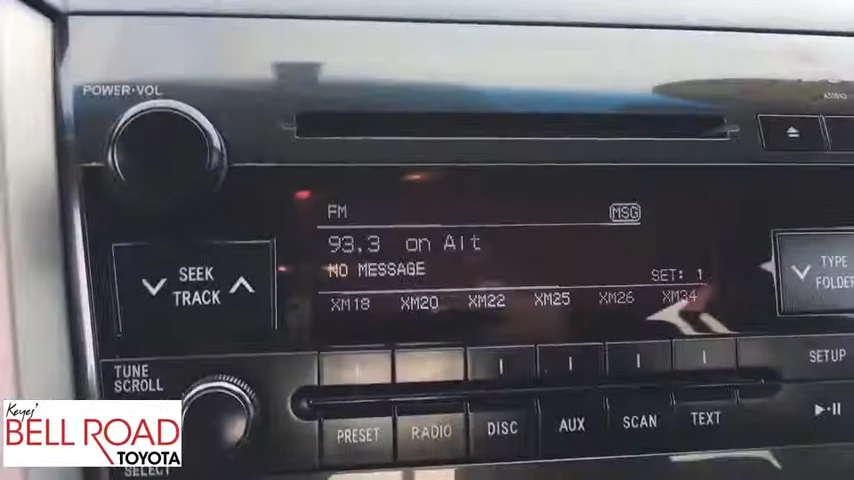 POWER•VOL
FM MSG
93.3 on Alt
NO MESSAGE
SET: 1
XM18 XM20 XM22 XM25 XM26 XM34
SEEK
TRACK
TYPE
FOLDER
TUNE
SCROLL
SETUP
PRESET RADIO DISC AUX SCAN TEXT
SELECT
BELL ROAD
TOYOTA